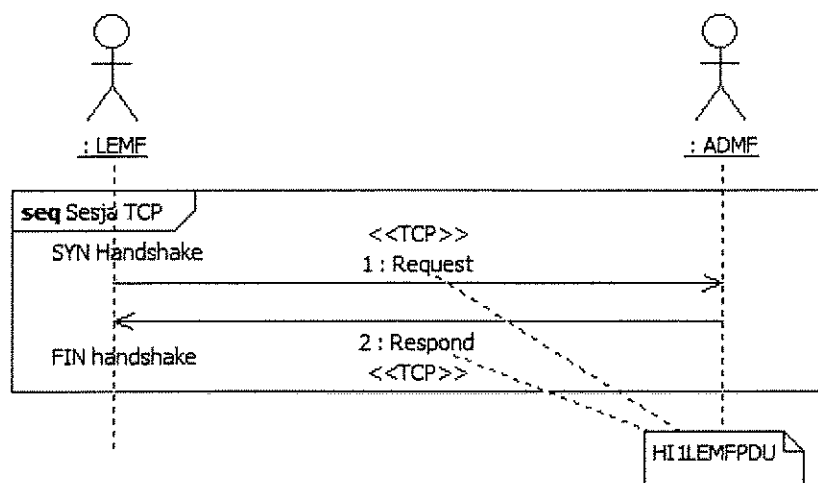 : LEMF
: ADMF
seq Sesja TCP
SYN Handshake
<<TCP>>
1 : Request
2 : Respond
FIN handshake
<<TCP>>
HI1LEMFPDU